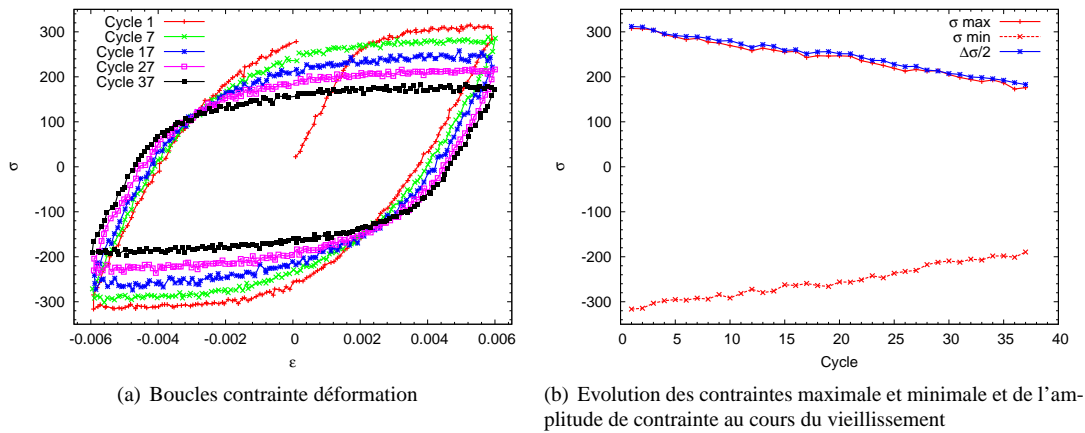 Cycle 1
Cycle 7
Cycle 17
Cycle 27
Cycle 37
300
200
100
0
-100
-200
-300
σ
-0.006
-0.004
-0.002
0
0.002
0.004
0.006
ε
(a) Boucles contrainte déformation
σ max
σ min
Δσ/2
300
200
100
0
-100
-200
-300
σ
0
5
10
15
20
25
30
35
40
Cycle
(b) Evolution des contraintes maximale et minimale et de l'am-
plitude de contrainte au cours du vieillissement